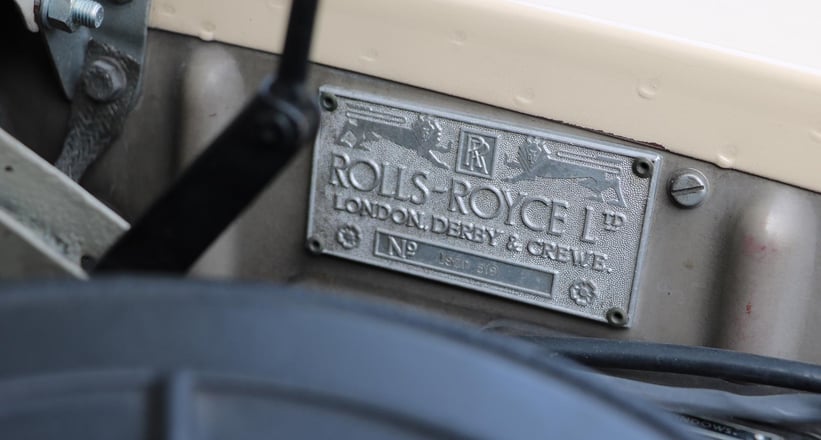 RR
ROLLS-ROYCE LTD
LONDON, DERBY & CREWE.
No